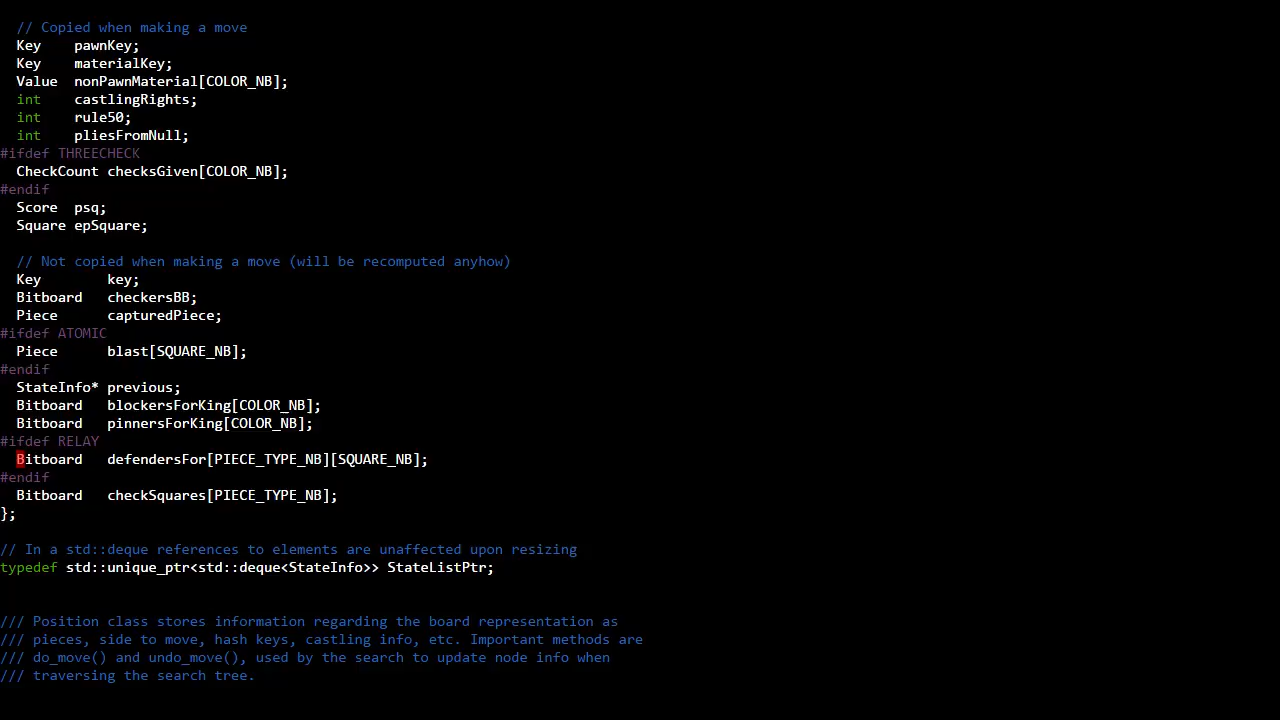 // Copied when making a move
  Key    pawnKey;
  Key    materialKey;
  Value  nonPawnMaterial[COLOR_NB];
  int    castlingRights;
  int    rule50;
  int    pliesFromNull;
#ifdef THREECHECK
  CheckCount checksGiven[COLOR_NB];
#endif
  Score  psq;
  Square epSquare;

  // Not copied when making a move (will be recomputed anyhow)
  Key        key;
  Bitboard   checkersBB;
  Piece      capturedPiece;
#ifdef ATOMIC
  Piece      blast[SQUARE_NB];
#endif
  StateInfo* previous;
  Bitboard   blockersForKing[COLOR_NB];
  Bitboard   pinnersForKing[COLOR_NB];
#ifdef RELAY
  Bitboard   defendersFor[PIECE_TYPE_NB][SQUARE_NB];
#endif
  Bitboard   checkSquares[PIECE_TYPE_NB];
};

// In a std::deque references to elements are unaffected upon resizing
typedef std::unique_ptr<std::deque<StateInfo>> StateListPtr;


/// Position class stores information regarding the board representation as
/// pieces, side to move, hash keys, castling info, etc. Important methods are
/// do_move() and undo_move(), used by the search to update node info when
/// traversing the search tree.